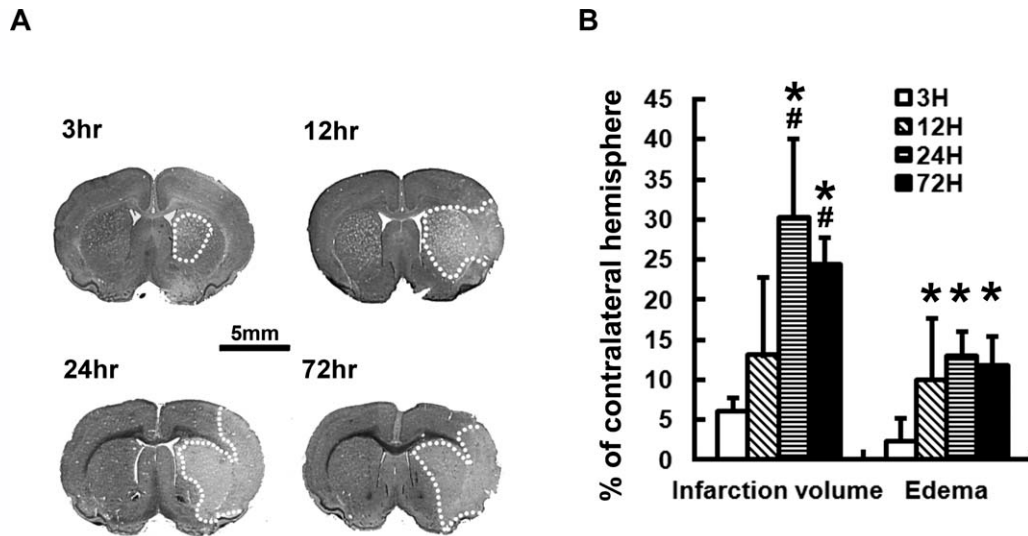 A
3hr
12hr
5mm
24hr
72hr
B
% of contralateral hemisphere
45
40
35
30
25
20
15
10
5
0
*
#
*
#
* * *
3H
12H
24H
72H
Infarction volume Edema